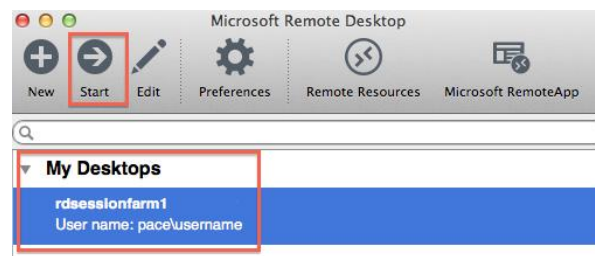 Microsoft Remote Desktop
New Start Edit Preferences Remote Resources Microsoft RemoteApp
My Desktops
rdsessionfarm1
User name: pace\username